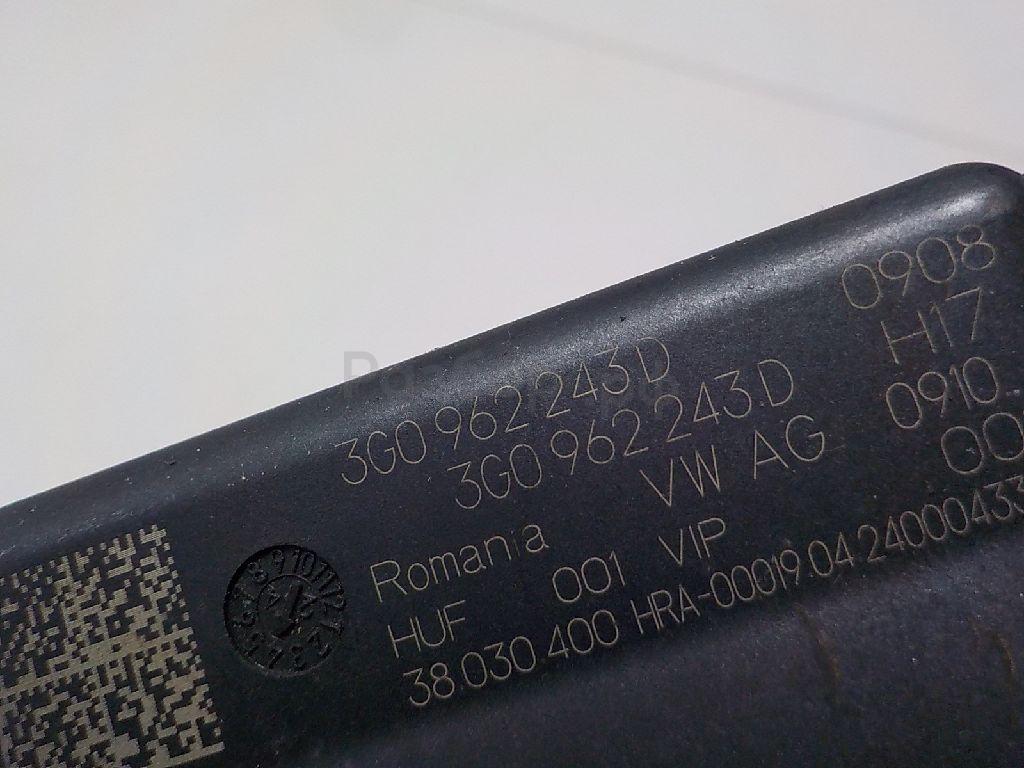 3G0 962 243 D 0908
3G0 962 243.D H17
VW AG 0910
Romania 00
HUF 001 VIP
38.030.400 HRA-00019.04 24000433